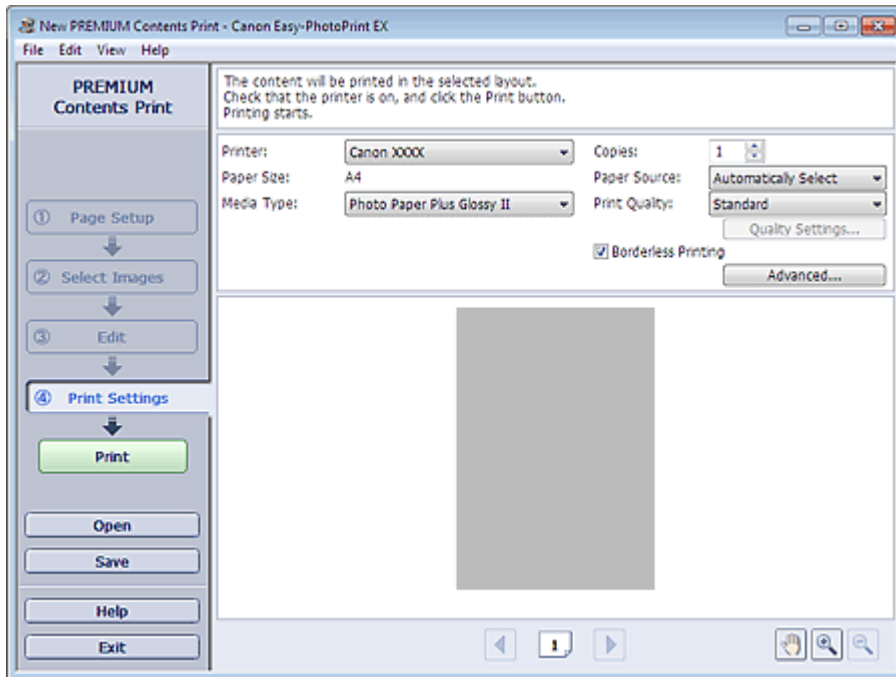 New PREMIUM Contents Print - Canon Easy-PhotoPrint EX
File Edit View Help
PREMIUM
Contents Print
① Page Setup
② Select Images
③ Edit
④ Print Settings
Print
Open
Save
Help
Exit
The content will be printed in the selected layout.
Check that the printer is on, and click the Print button.
Printing starts.
Printer: Canon XXXX Copies: 1
Paper Size: A4 Paper Source: Automatically Select
Media Type: Photo Paper Plus Glossy II Print Quality: Standard
Quality Settings...
Borderless Printing
Advanced...
1